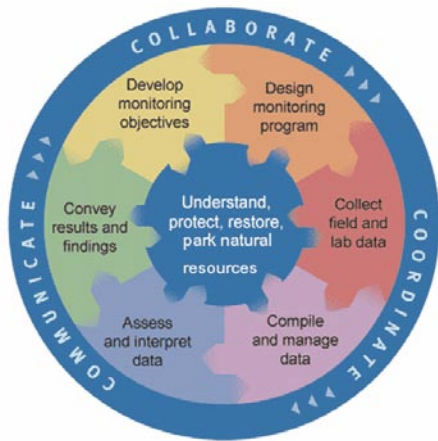 COLLABORATE
COORDINATE
COMMUNICATE
Develop
monitoring
objectives
Design
monitoring
program
Collect
field and
lab data
Compile
and manage
data
Assess
and interpret
data
Convey
results and
findings
Understand,
protect, restore,
park natural
resources